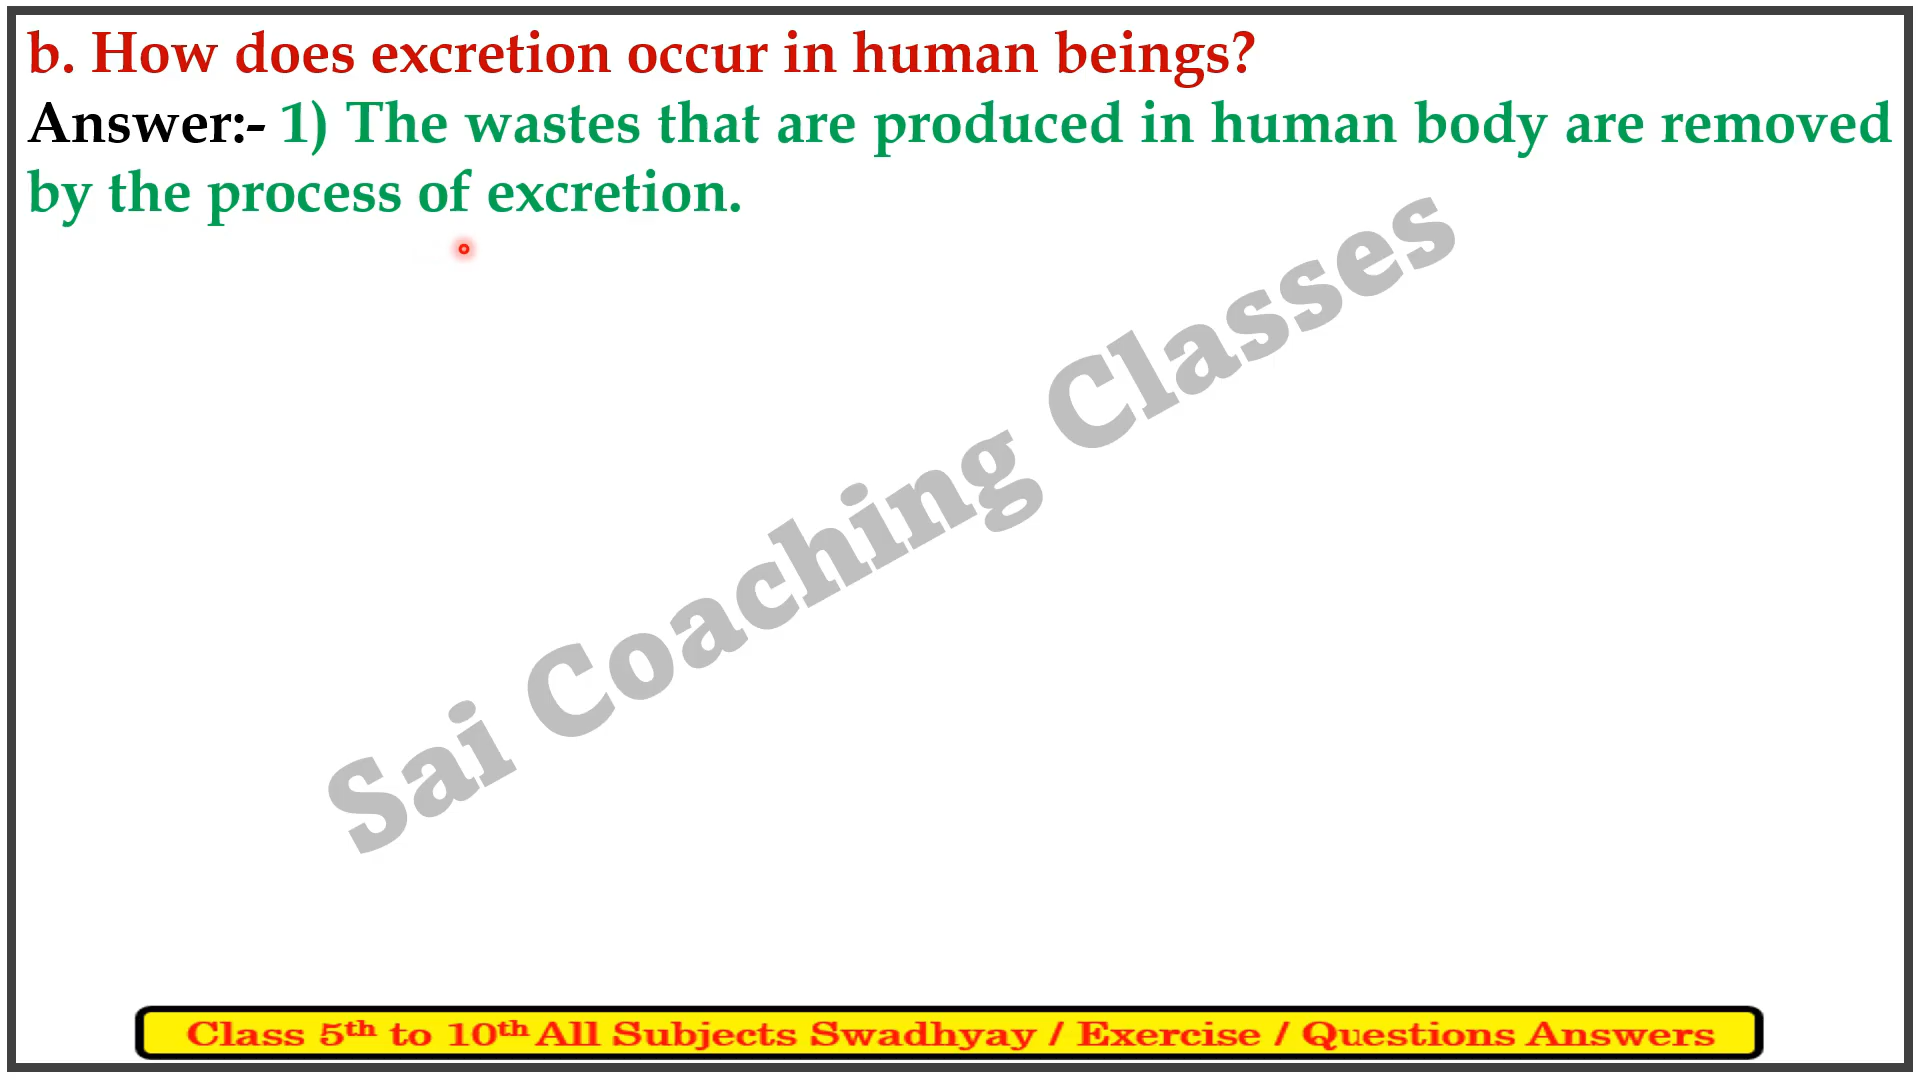 b. How does excretion occur in human beings?
Answer:- 1) The wastes that are produced in human body are removed
by the process of excretion.
Sai Coaching Classes
Class 5th to 10th All Subjects Swadhyay / Exercise / Questions Answers